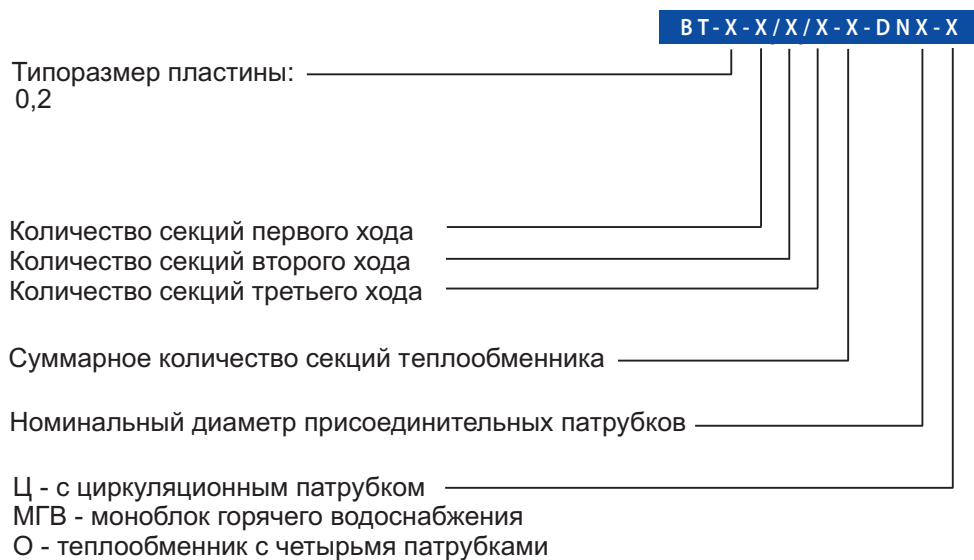 BT-X-X/X/X-X-DNX-X
Типоразмер пластины:
0,2
Количество секций первого хода
Количество секций второго хода
Количество секций третьего хода
Суммарное количество секций теплообменника
Номинальный диаметр присоединительных патрубков
Ц - с циркуляционным патрубком
МГВ - моноблок горячего водоснабжения
О - теплообменник с четырьмя патрубками